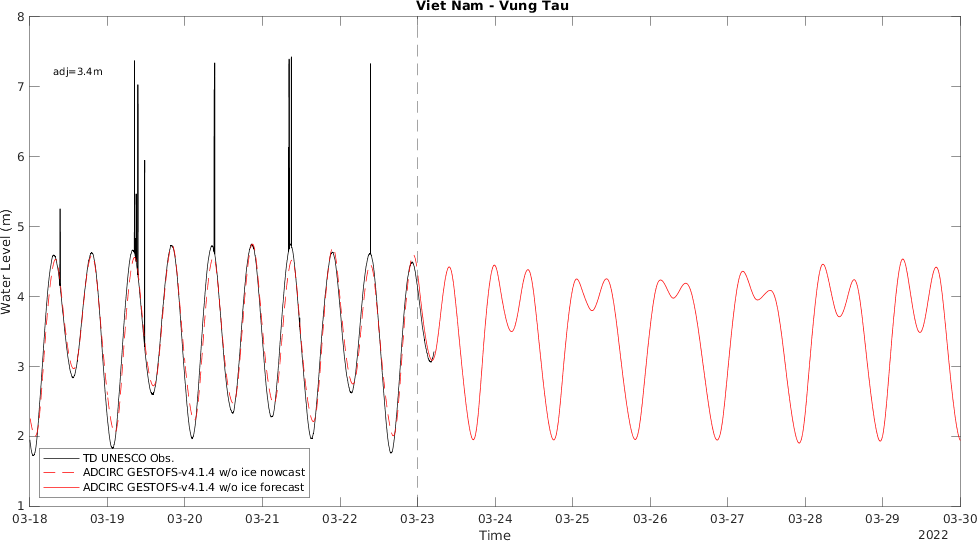 Viet Nam - Vung Tau
adj=3.4m
Water Level (m)
8
7
6
5
4
3
2
1
TD UNESCO Obs.
ADCIRC GESTOFS-v4.1.4 w/o ice nowcast
ADCIRC GESTOFS-v4.1.4 w/o ice forecast
03-18 03-19 03-20 03-21 03-22 03-23 03-24 03-25 03-26 03-27 03-28 03-29 03-30
Time
2022